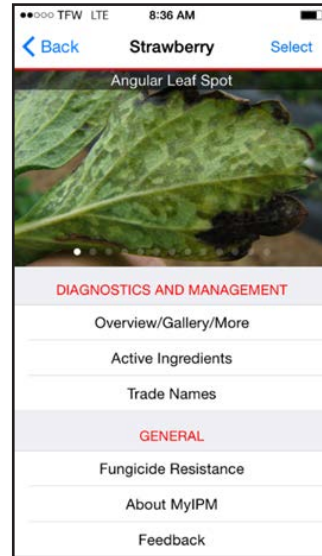 TFW LTE 8:36 AM
Back Strawberry Select
Angular Leaf Spot
DIAGNOSTICS AND MANAGEMENT
Overview/Gallery/More
Active Ingredients
Trade Names
GENERAL
Fungicide Resistance
About MyIPM
Feedback